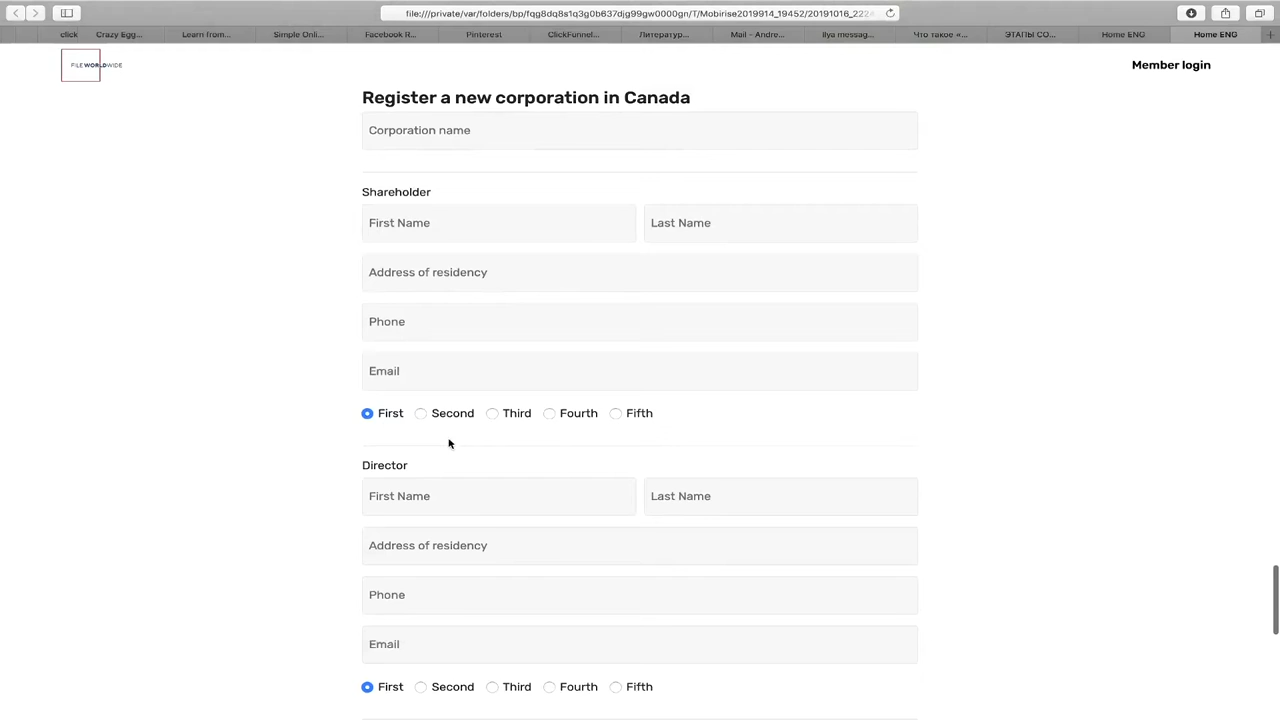 file:///private/var/folders/bp/fqg8dq8s1q3g0b637djg99gw0000gn/T/Mobirise2019914_19452/20191016_2224
click Crazy Egg... Learn from... Simple Onli... Facebook R... Pinterest ClickFunnel... Литератур... Mail – Andre... Ilya messag... Что такое «... ЭТАПЫ СО... Home ENG Home ENG
FILE WORLDWIDE
Member login
Register a new corporation in Canada
Corporation name
Shareholder
First Name Last Name
Address of residency
Phone
Email
First Second Third Fourth Fifth
Director
First Name Last Name
Address of residency
Phone
Email
First Second Third Fourth Fifth